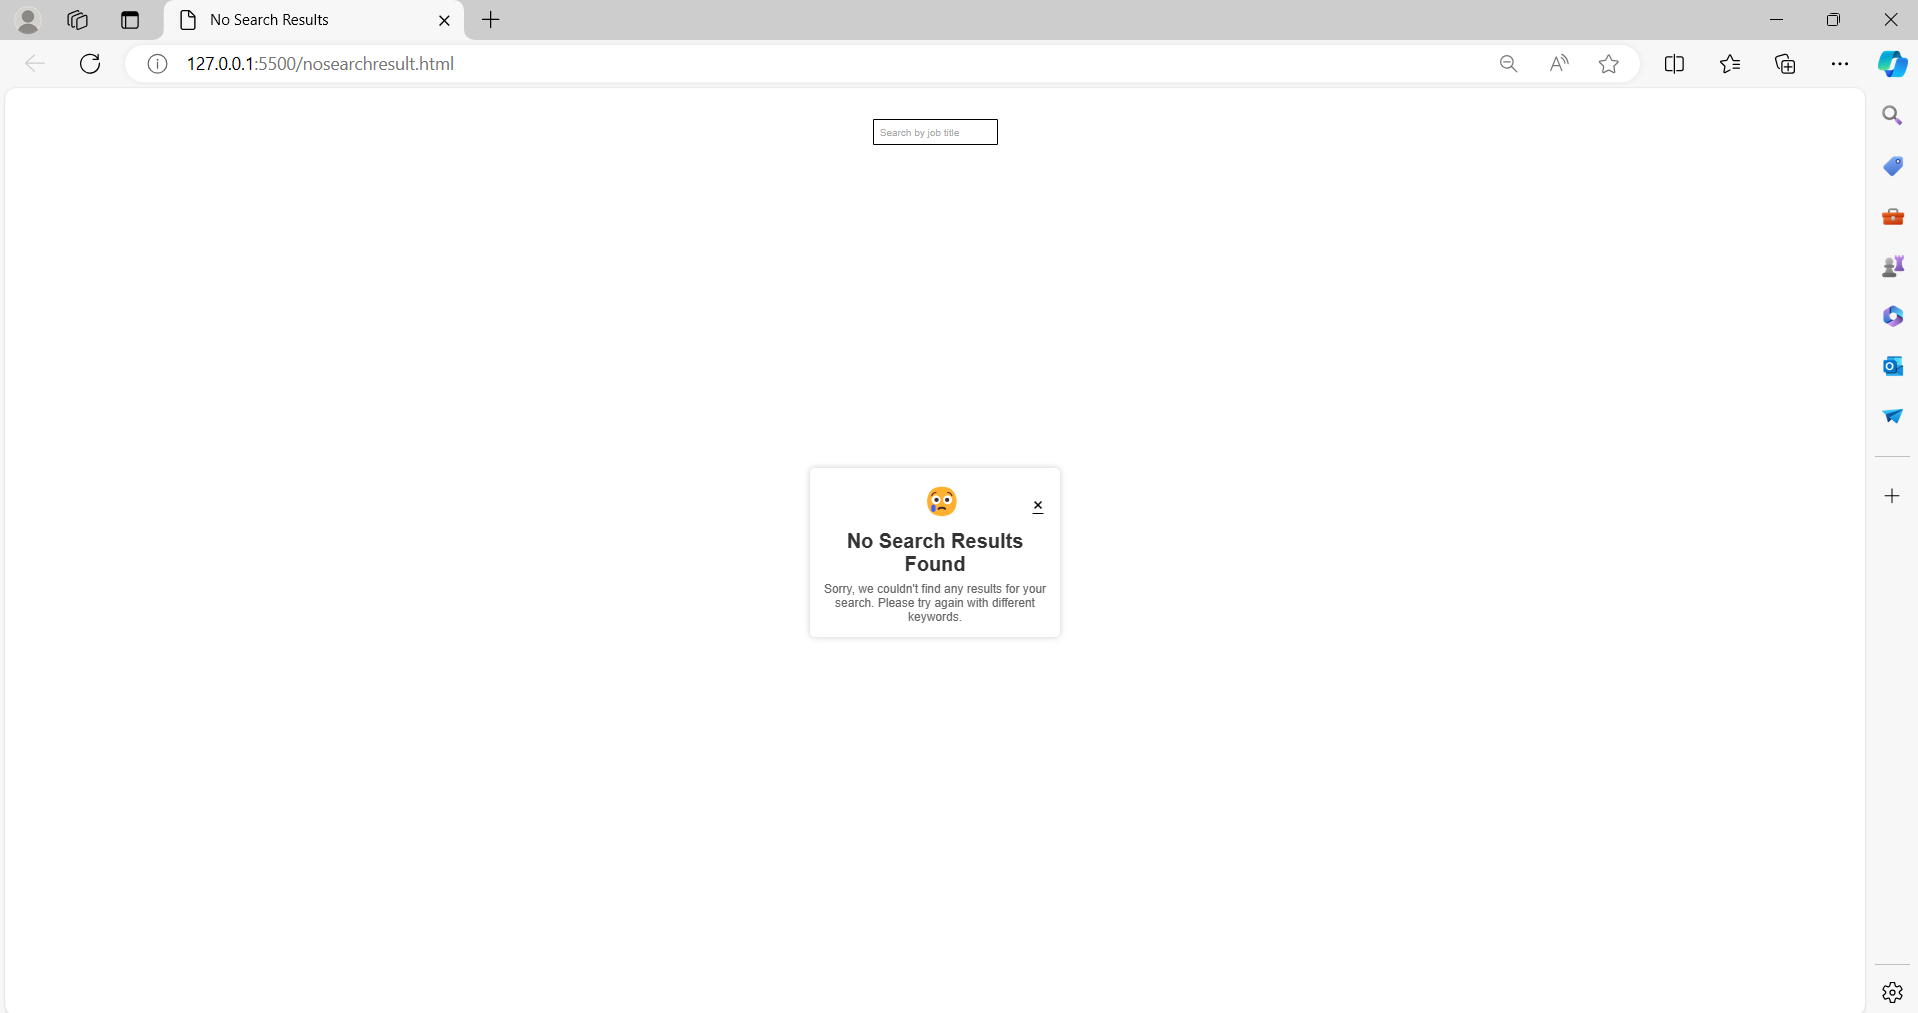 No Search Results
127.0.0.1:5500/nosearchresult.html
Search by job title
×
No Search Results
Found
Sorry, we couldn't find any results for your
search. Please try again with different
keywords.